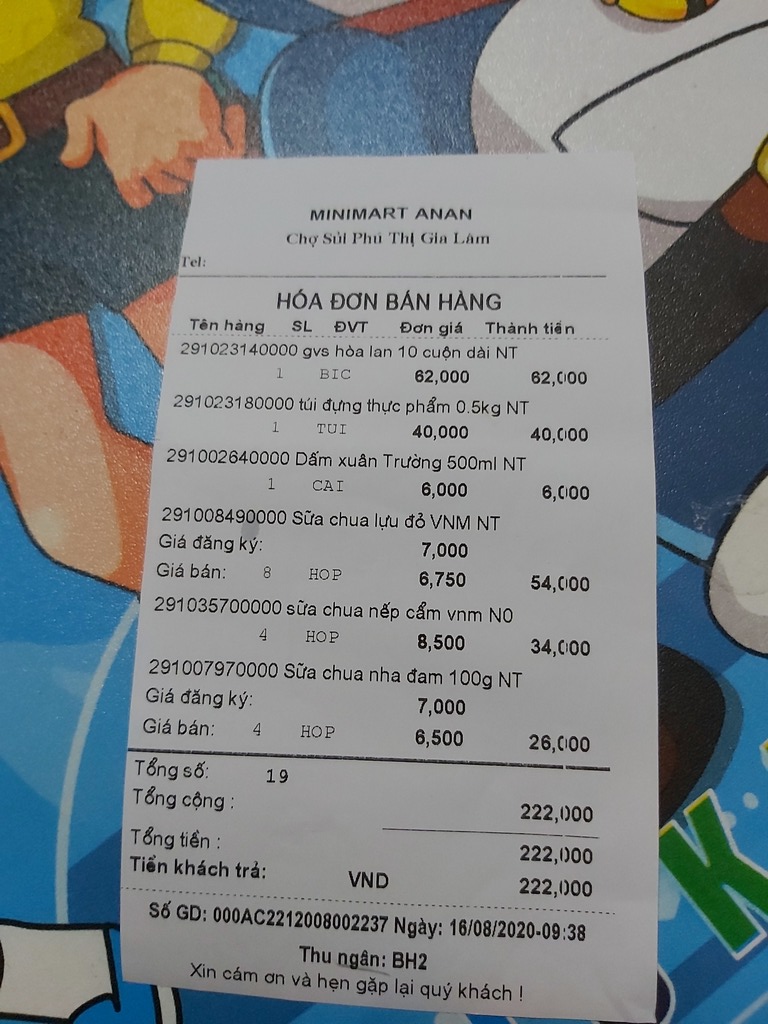 MINIMART ANAN
Chợ Sủi Phú Thị Gia Lâm
Tel:
HÓA ĐƠN BÁN HÀNG
Tên hàng SL ĐVT Đơn giá Thành tiền
291023140000 gvs hòa lan 10 cuộn dài NT
1 BIC 62,000 62,000
291023180000 túi đựng thực phẩm 0.5kg NT
1 TUI 40,000 40,000
291002640000 Dấm xuân Trường 500ml NT
1 CAI 6,000 6,000
291008490000 Sữa chua lựu đỏ VNM NT
Giá đăng ký: 7,000
Giá bán: 8 HOP 6,750 54,000
291035700000 sữa chua nếp cẩm vnm N0
4 HOP 8,500 34,000
291007970000 Sữa chua nha đam 100g NT
Giá đăng ký: 7,000
Giá bán: 4 HOP 6,500 26,000
Tổng số: 19
Tổng cộng : 222,000
Tổng tiền : 222,000
Tiền khách trả: VND 222,000
Số GD: 000AC2212008002237 Ngày: 16/08/2020-09:38
Thu ngân: BH2
Xin cám ơn và hẹn gặp lại quý khách !
K